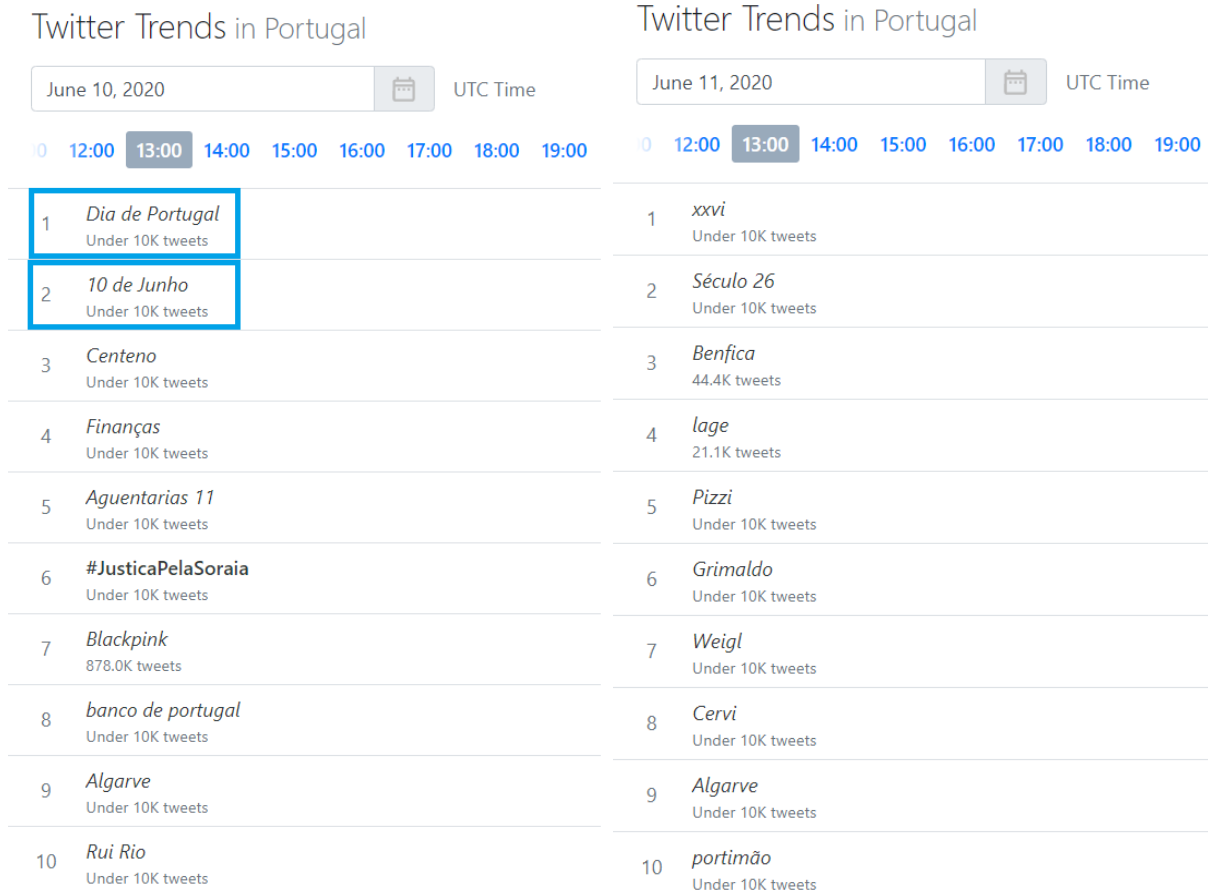 Twitter Trends in Portugal
June 10, 2020 UTC Time
12:00 13:00 14:00 15:00 16:00 17:00 18:00 19:00
1 Dia de Portugal
Under 10K tweets
2 10 de Junho
Under 10K tweets
3 Centeno
Under 10K tweets
4 Finanças
Under 10K tweets
5 Aguentarias 11
Under 10K tweets
6 #JusticaPelaSoraia
Under 10K tweets
7 Blackpink
878.0K tweets
8 banco de portugal
Under 10K tweets
9 Algarve
Under 10K tweets
10 Rui Rio
Under 10K tweets
Twitter Trends in Portugal
June 11, 2020 UTC Time
12:00 13:00 14:00 15:00 16:00 17:00 18:00 19:00
1 xxvi
Under 10K tweets
2 Século 26
Under 10K tweets
3 Benfica
44.4K tweets
4 lage
21.1K tweets
5 Pizzi
Under 10K tweets
6 Grimaldo
Under 10K tweets
7 Weigl
Under 10K tweets
8 Cervi
Under 10K tweets
9 Algarve
Under 10K tweets
10 portimão
Under 10K tweets